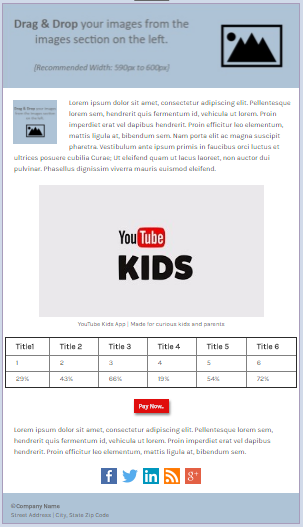 Drag & Drop your images from the
images section on the left.
(Recommended Width: 590px to 600px)
Drag & Drop your images
from the images section
on the left.
Lorem ipsum dolor sit amet, consectetur adipiscing elit. Quisque
lorem sem, hendrerit quis fermentum id, vehicula ut lorem. Proin
imperdiet erat vel dapibus hendrerit. Proin efficitur leo elementum,
mattis ligula at, bibendum sem. Nam porta elit ac magna suscipit
pharetra. Vestibulum ante ipsum primis in faucibus orci luctus et
ultrices posuere cubilia Curae; Ut eleifend quam ut lacus laoreet, non auctor dui
pulvinar. Phasellus dignissim viverra mauris euismod eleifend.
You Tube
KIDS
YouTube Kids App | Made for curious kids and parents
Title1 Title 2 Title 3 Title 4 Title 5 Title 6
1 2 3 4 5 6
29% 43% 66% 19% 54% 72%
Pay Now..
Lorem ipsum dolor sit amet, consectetur adipiscing elit. Quisque lorem sem,
hendrerit quis fermentum id, vehicula ut lorem. Proin imperdiet erat vel dapibus
hendrerit. Proin efficitur leo elementum, mattis ligula at, bibendum sem.
©Company Name
Street Address | City, State Zip Code